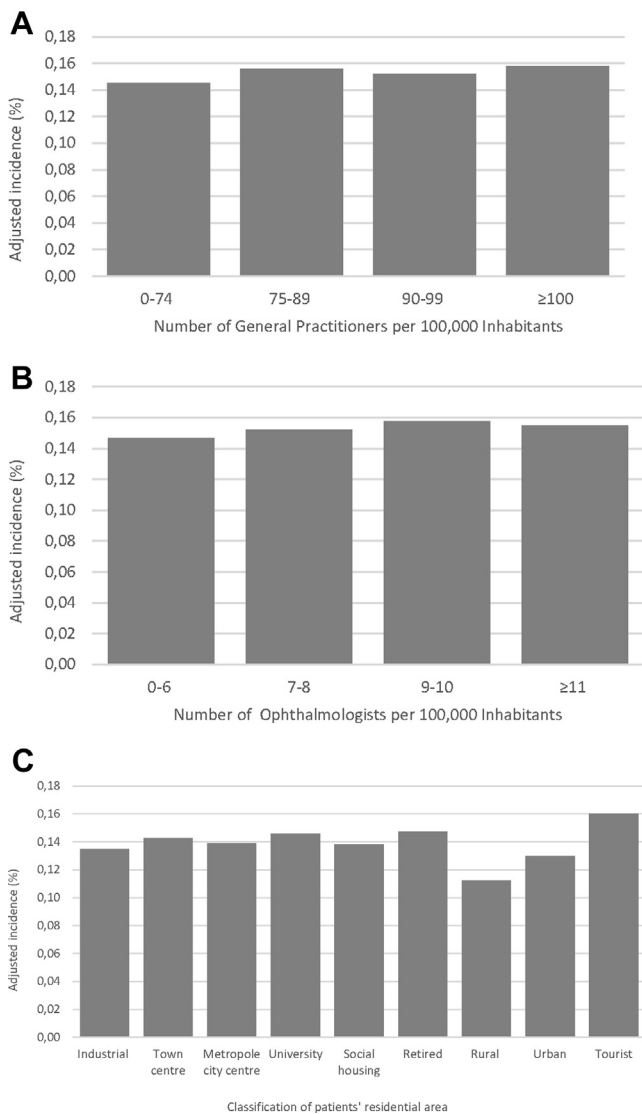 A
0,18
0,16
0,14
0,12
0,10
0,08
0,06
0,04
0,02
0,00
Adjusted incidence (%)
0-74 75-89 90-99 ≥100
Number of General Practitioners per 100,000 Inhabitants
B
0,18
0,16
0,14
0,12
0,10
0,08
0,06
0,04
0,02
0,00
Adjusted incidence (%)
0-6 7-8 9-10 ≥11
Number of Ophthalmologists per 100,000 Inhabitants
C
0,18
0,16
0,14
0,12
0,10
0,08
0,06
0,04
0,02
0,00
Adjusted incidence (%)
Industrial Town Metropole University Social Retired Rural Urban Tourist
centre city centre housing
Classification of patients' residential area